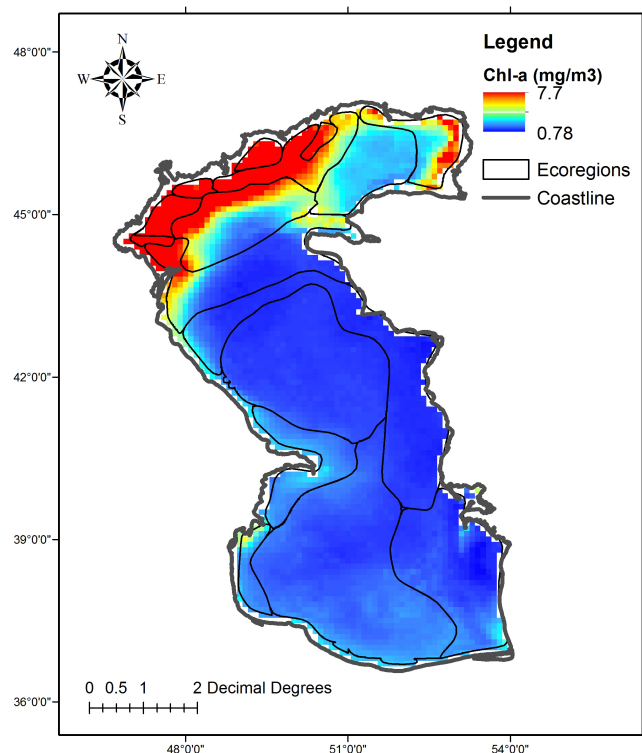 48°0'0"
N
W
E
S
Legend
Chl-a (mg/m3)
7.7
0.78
Ecoregions
Coastline
45°0'0"
42°0'0"
39°0'0"
36°0'0"
0 0.5 1 2 Decimal Degrees
48°0'0" 51°0'0" 54°0'0"